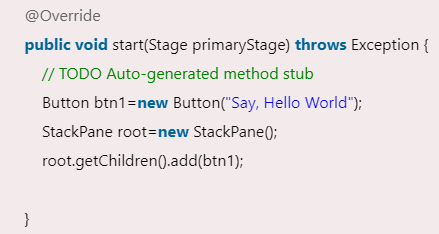 @Override
public void start(Stage primaryStage) throws Exception {
// TODO Auto-generated method stub
Button btn1=new Button("Say, Hello World");
StackPane root=new StackPane();
root.getChildren().add(btn1);
}